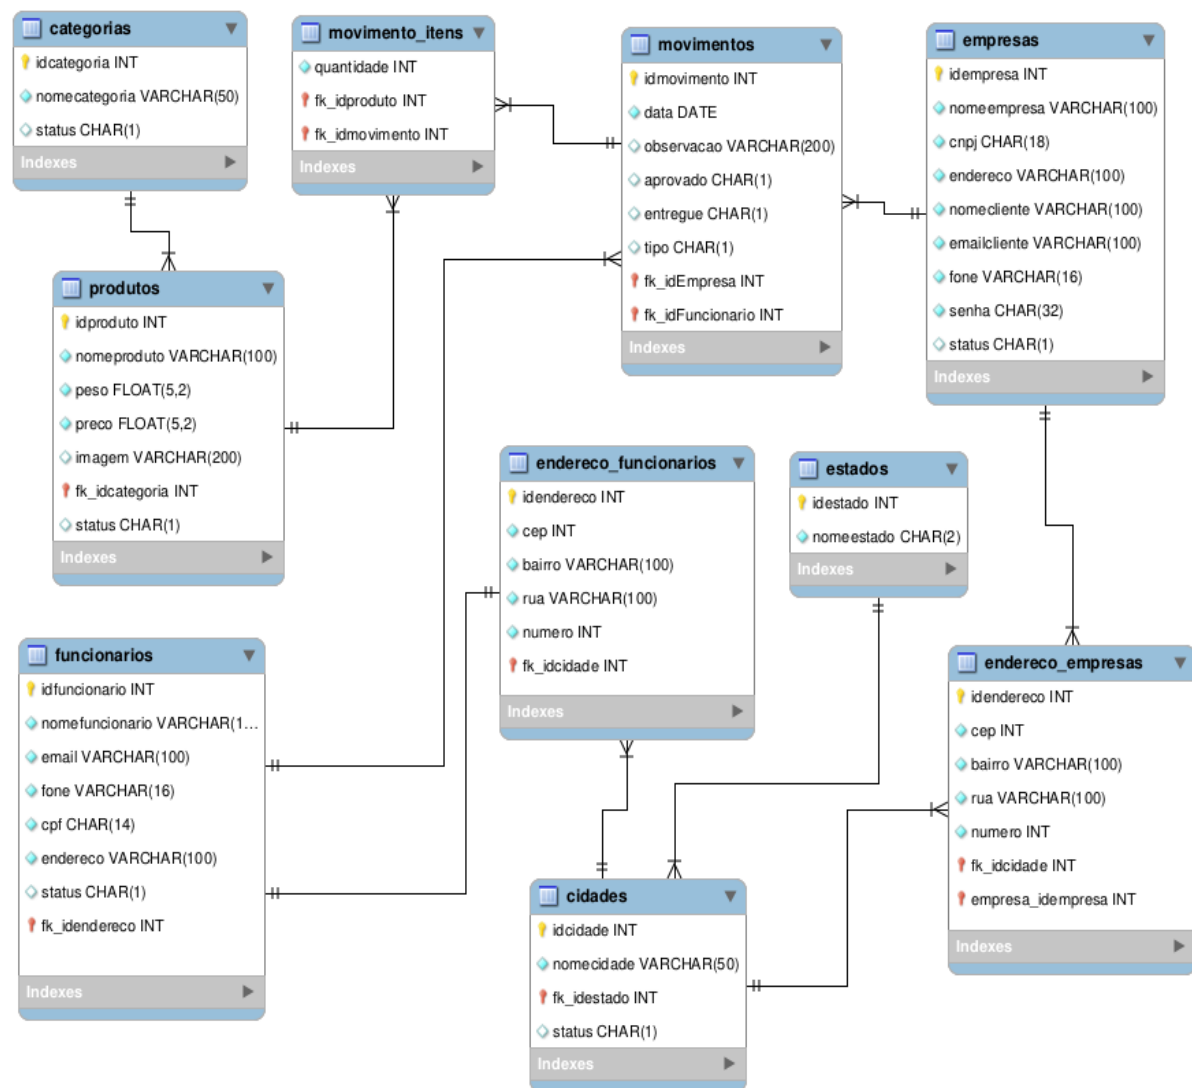 categorias
idcategoria INT
nomecategoria VARCHAR(50)
status CHAR(1)
Indexes
movimento_itens
quantidade INT
fk_idproduto INT
fk_idmovimento INT
Indexes
movimentos
idmovimento INT
data DATE
observacao VARCHAR(200)
aprovado CHAR(1)
entregue CHAR(1)
tipo CHAR(1)
fk_idEmpresa INT
fk_idFuncionario INT
Indexes
empresas
idempresa INT
nomeempresa VARCHAR(100)
cnpj CHAR(18)
endereco VARCHAR(100)
nomecliente VARCHAR(100)
emailcliente VARCHAR(100)
fone VARCHAR(16)
senha CHAR(32)
status CHAR(1)
Indexes
produtos
idproduto INT
nomeproduto VARCHAR(100)
peso FLOAT(5,2)
preco FLOAT(5,2)
imagem VARCHAR(200)
fk_idcategoria INT
status CHAR(1)
Indexes
endereco_funcionarios
idendereco INT
cep INT
bairro VARCHAR(100)
rua VARCHAR(100)
numero INT
fk_idcidade INT
Indexes
estados
idestado INT
nomeestado CHAR(2)
Indexes
funcionarios
idfuncionario INT
nomefuncionario VARCHAR(1...
email VARCHAR(100)
fone VARCHAR(16)
cpf CHAR(14)
endereco VARCHAR(100)
status CHAR(1)
fk_idendereco INT
Indexes
endereco_empresas
idendereco INT
cep INT
bairro VARCHAR(100)
rua VARCHAR(100)
numero INT
fk_idcidade INT
empresa_idempresa INT
Indexes
cidades
idcidade INT
nomecidade VARCHAR(50)
fk_idestado INT
status CHAR(1)
Indexes